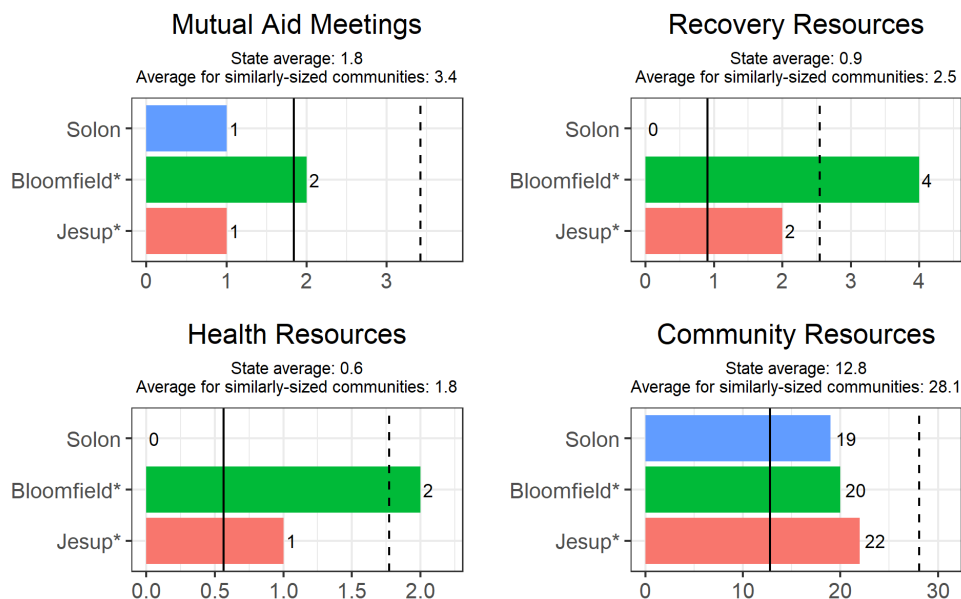 Mutual Aid Meetings
State average: 1.8
Average for similarly-sized communities: 3.4
Solon
1
Bloomfield*
2
Jesup*
1
0
1
2
3
Recovery Resources
State average: 0.9
Average for similarly-sized communities: 2.5
Solon
0
Bloomfield*
4
Jesup*
2
0
1
2
3
4
Health Resources
State average: 0.6
Average for similarly-sized communities: 1.8
Solon
0
Bloomfield*
2
Jesup*
1
0.0
0.5
1.0
1.5
2.0
Community Resources
State average: 12.8
Average for similarly-sized communities: 28.1
Solon
19
Bloomfield*
20
Jesup*
22
0
10
20
30